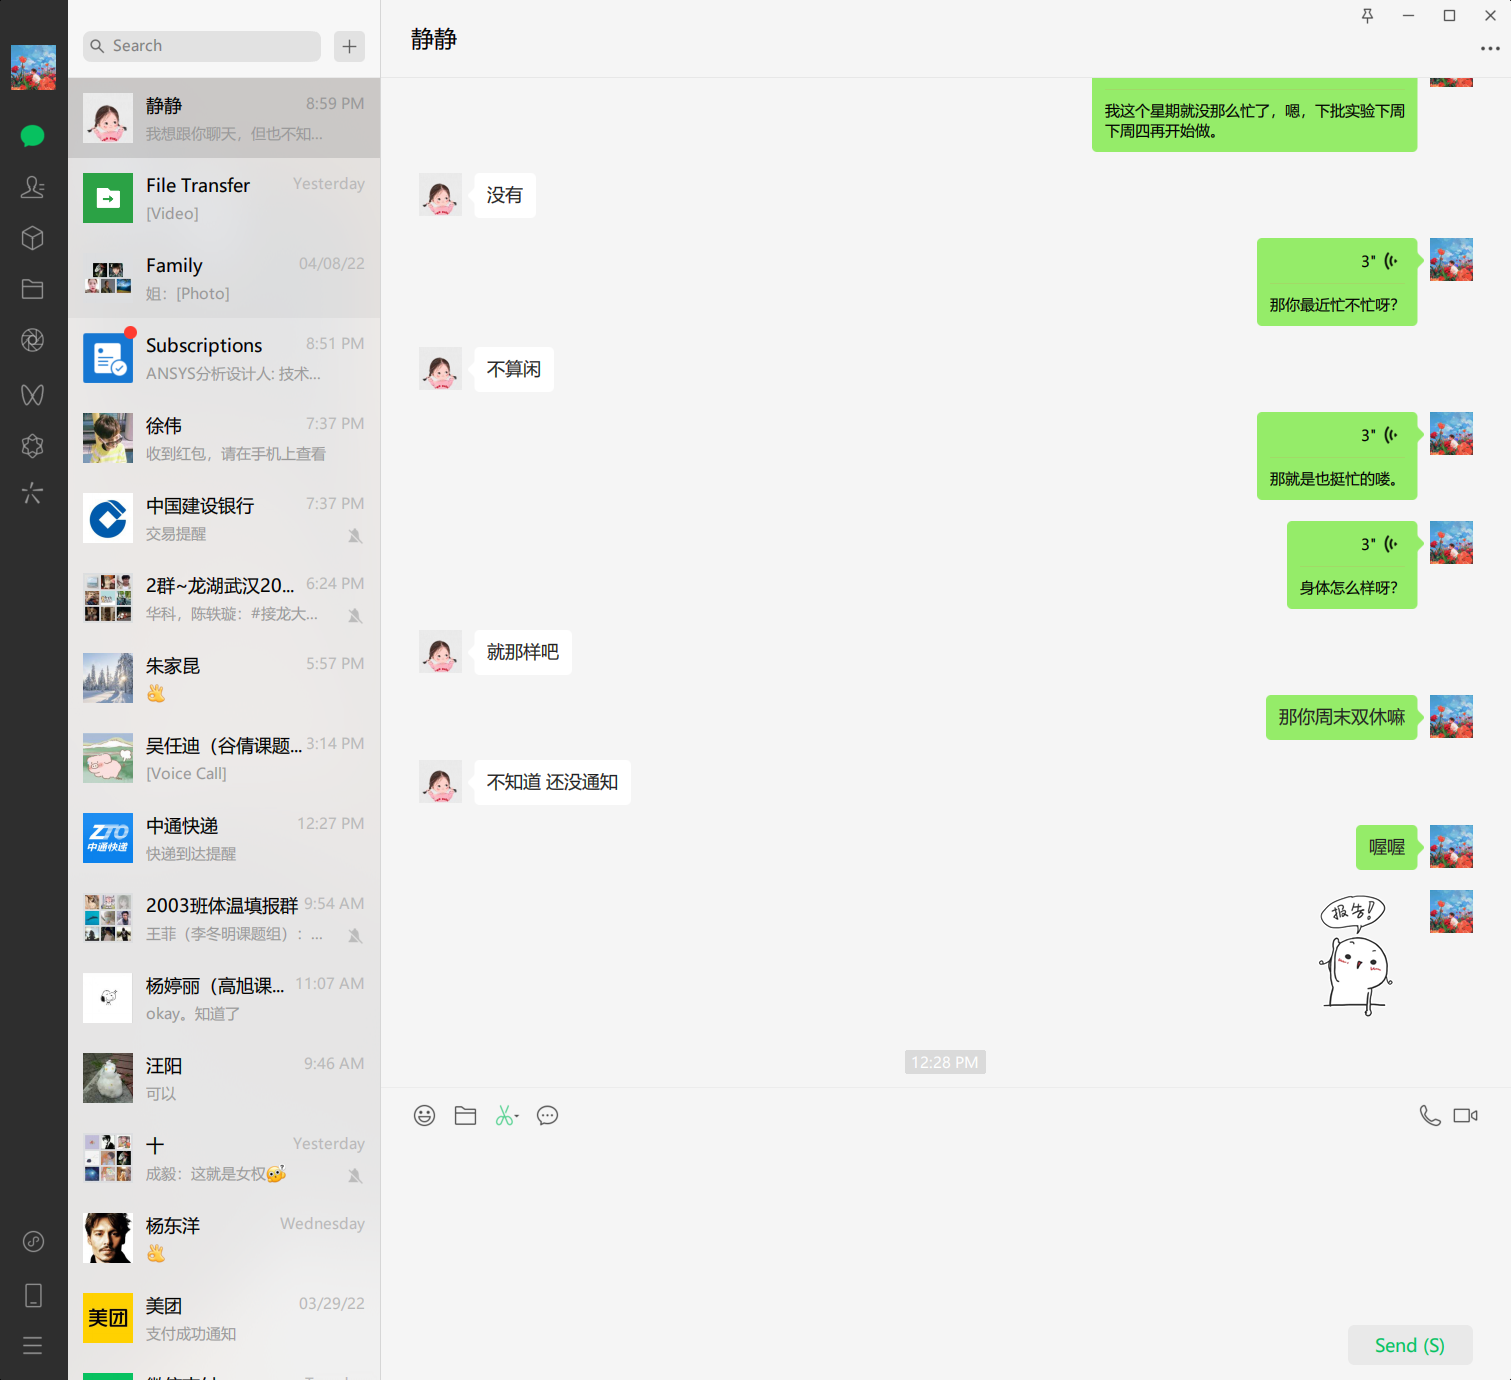 Search
静静
8:59 PM
我想跟你聊天，但也不知...
File Transfer
Yesterday
[Video]
Family
04/08/22
姐：[Photo]
Subscriptions
8:51 PM
ANSYS分析设计人: 技术...
徐伟
7:37 PM
收到红包，请在手机上查看
中国建设银行
7:37 PM
交易提醒
2群~龙湖武汉20...
6:24 PM
华科，陈轶璇：#接龙大...
朱家昆
5:57 PM
吴任迪（谷倩课题...
3:14 PM
[Voice Call]
ZTO
中通快递
中通快递
12:27 PM
快递到达提醒
2003班体温填报群
9:54 AM
王菲（李冬明课题组）：...
杨婷丽（高旭课...
11:07 AM
okay。知道了
汪阳
9:46 AM
可以
十
Yesterday
成毅：这就是女权
杨东洋
Wednesday
美团
美团
03/29/22
支付成功通知
静静
我这个星期就没那么忙了，嗯，下批实验下周
下周四再开始做。
没有
3"
那你最近忙不忙呀？
不算闲
3"
那就是也挺忙的喽。
3"
身体怎么样呀？
就那样吧
那你周末双休嘛
不知道 还没通知
喔喔
报告！
12:28 PM
Send (S)